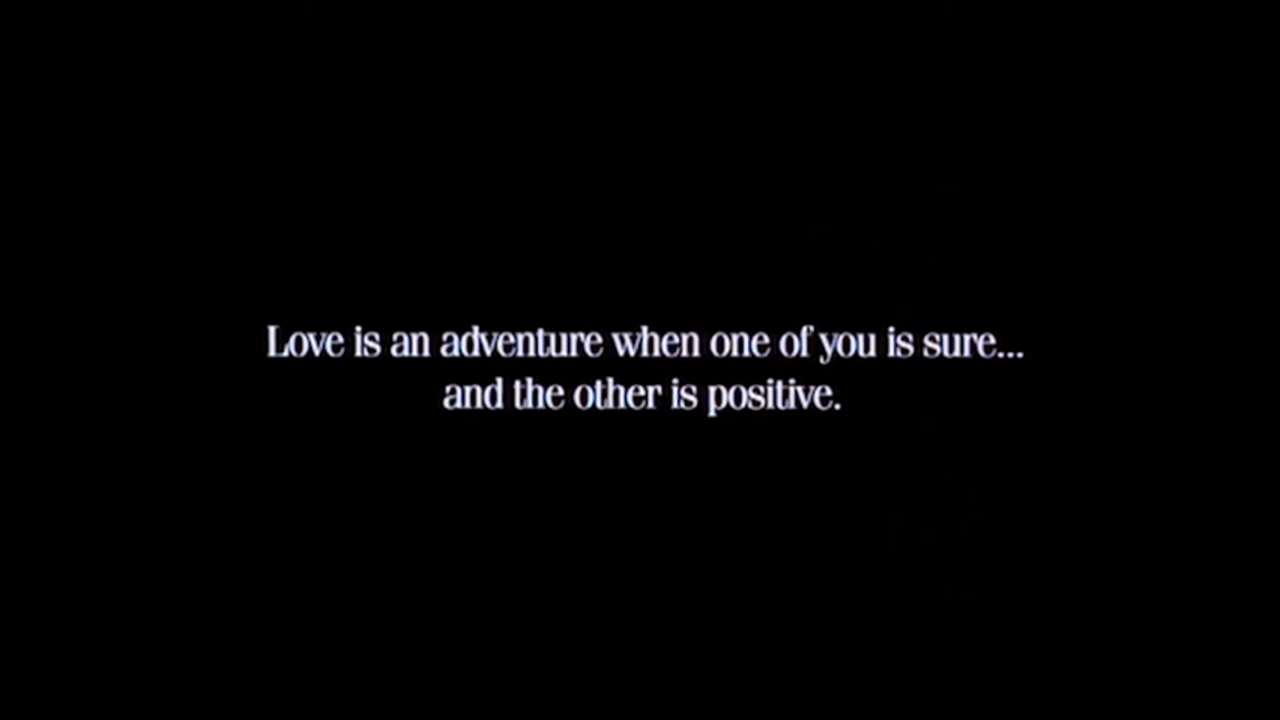 Love is an adventure when one of you is sure...
and the other is positive.